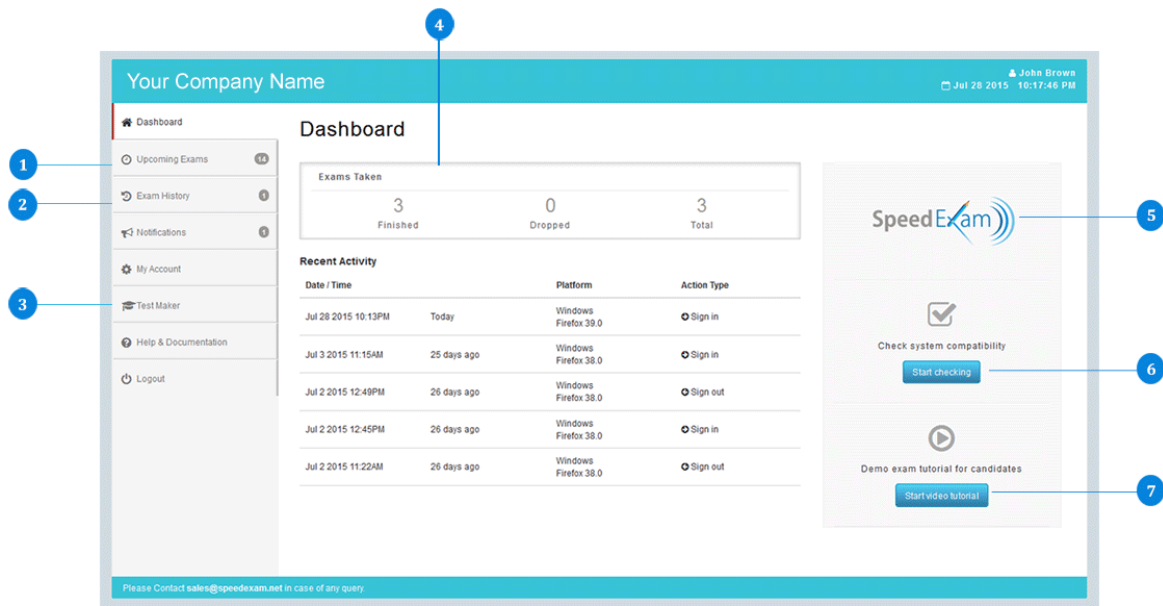 4
Your Company Name
John Brown
Jul 28 2015 10:17:46 PM
Dashboard
Dashboard
1
Upcoming Exams 14
2
Exam History 1
Notifications 1
My Account
3
Test Maker
Help & Documentation
Logout
Exams Taken
3 0 3
Finished Dropped Total
Recent Activity
Date / Time Platform Action Type
Jul 28 2015 10:13PM Today Windows Firefox 39.0 Sign in
Jul 3 2015 11:15AM 25 days ago Windows Firefox 38.0 Sign in
Jul 2 2015 12:49PM 26 days ago Windows Firefox 38.0 Sign out
Jul 2 2015 12:45PM 26 days ago Windows Firefox 38.0 Sign in
Jul 2 2015 11:22AM 26 days ago Windows Firefox 38.0 Sign out
SpeedExam
5
Check system compatibility
Start checking
6
Demo exam tutorial for candidates
Start video tutorial
7
Please Contact sales@speedexam.net in case of any query.